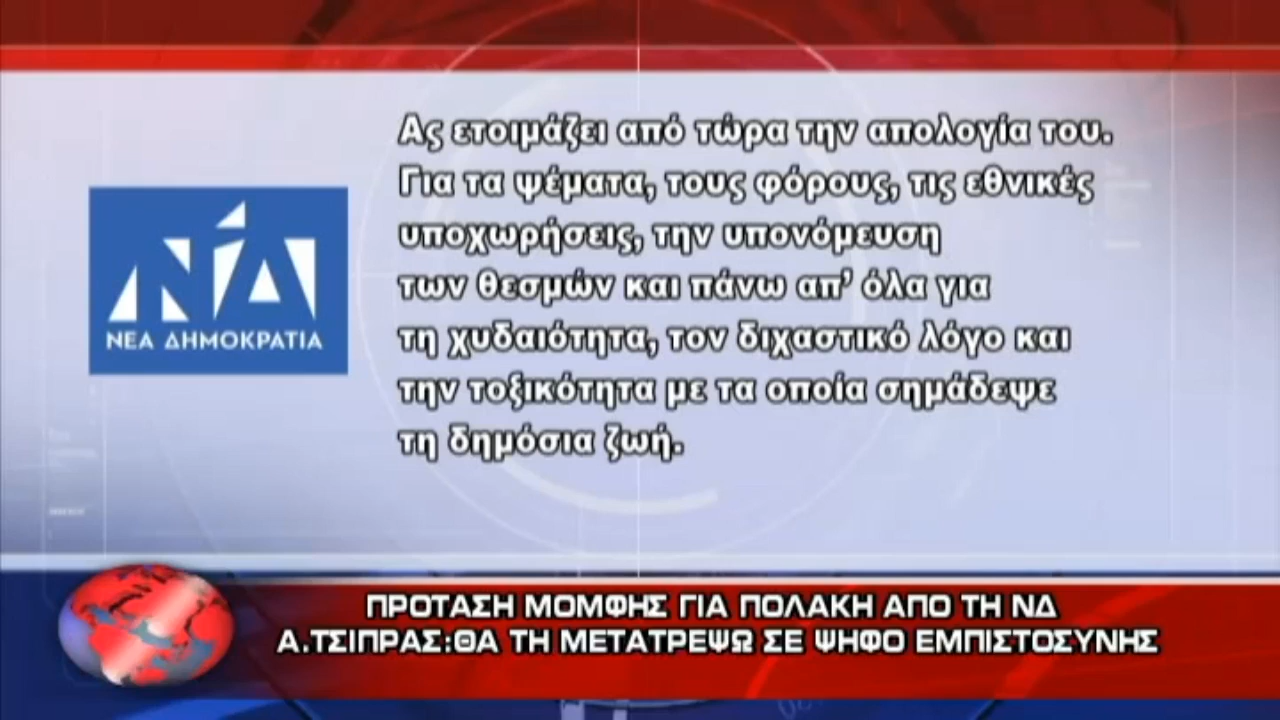 Ας ετοιμάζει από τώρα την απολογία του.
Για τα ψέματα, τους φόρους, τις εθνικές
υποχωρήσεις, την υπονόμευση
των θεσμών και πάνω απ' όλα για
τη χυδαιότητα, τον διχαστικό λόγο και
την τοξικότητα με τα οποία σημάδεψε
τη δημόσια ζωή.
ΝΔ
ΝΕΑ ΔΗΜΟΚΡΑΤΙΑ
ΠΡΟΤΑΣΗ ΜΟΜΦΗΣ ΓΙΑ ΠΟΛΑΚΗ ΑΠΟ ΤΗ ΝΔ
Α.ΤΣΙΠΡΑΣ:ΘΑ ΤΗ ΜΕΤΑΤΡΕΨΩ ΣΕ ΨΗΦΟ ΕΜΠΙΣΤΟΣΥΝΗΣ